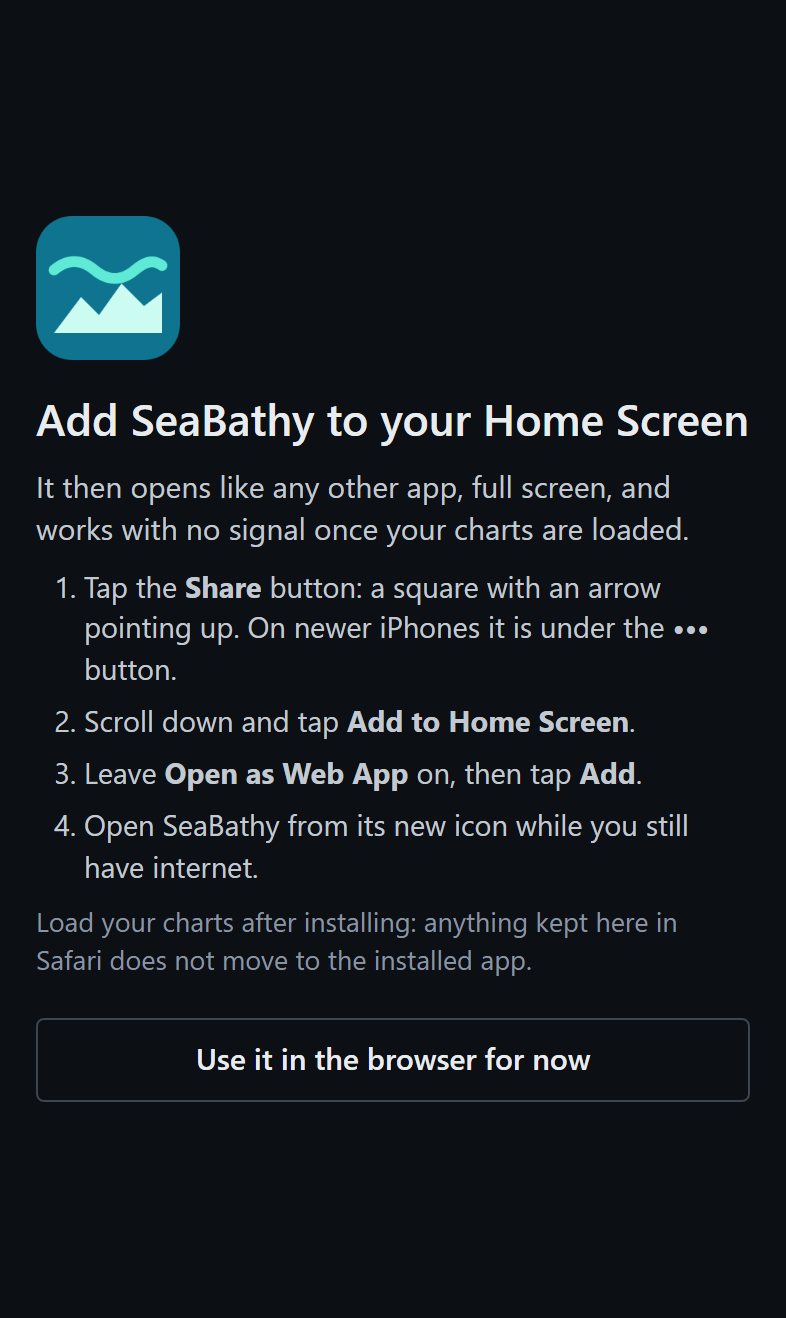 Add SeaBathy to your Home Screen
It then opens like any other app, full screen, and
works with no signal once your charts are loaded.
1. Tap the Share button: a square with an arrow
pointing up. On newer iPhones it is under the •••
button.
2. Scroll down and tap Add to Home Screen.
3. Leave Open as Web App on, then tap Add.
4. Open SeaBathy from its new icon while you still
have internet.
Load your charts after installing: anything kept here in
Safari does not move to the installed app.
Use it in the browser for now